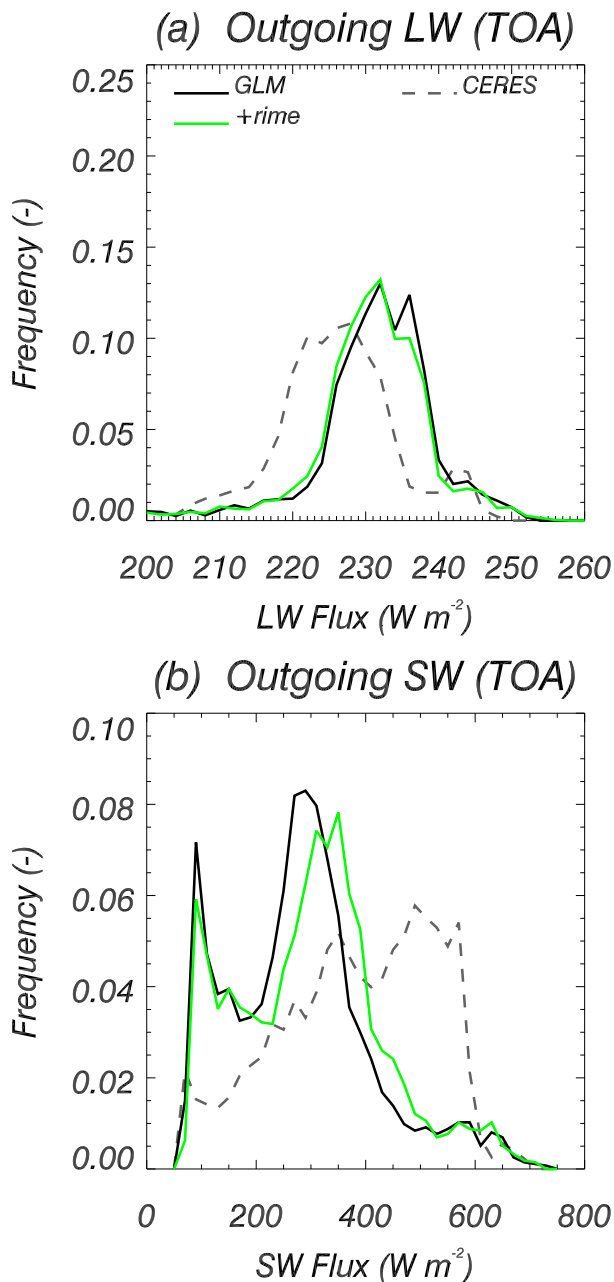 (a) Outgoing LW (TOA)
0.25
GLM
CERES
+rime
0.20
0.15
0.10
0.05
0.00
Frequency (-)
200 210 220 230 240 250 260
LW Flux (W m⁻²)
(b) Outgoing SW (TOA)
0.10
0.08
0.06
0.04
0.02
0.00
Frequency (-)
0 200 400 600 800
SW Flux (W m⁻²)